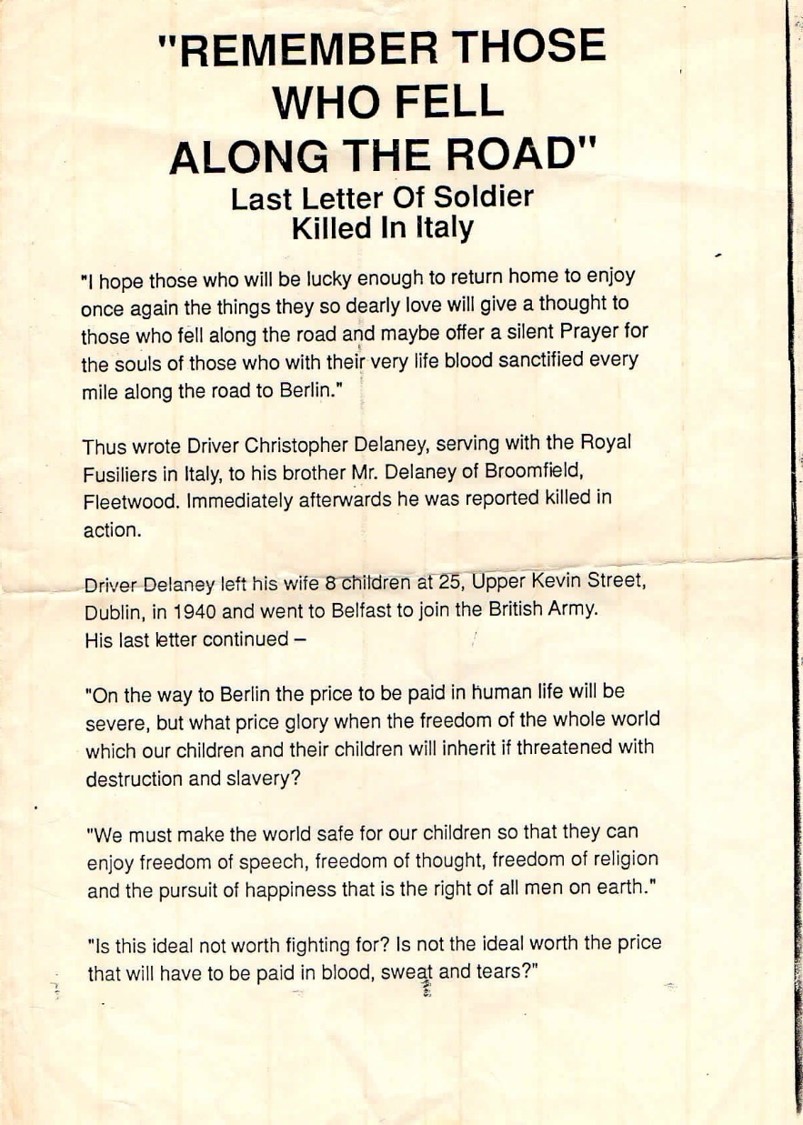 "REMEMBER THOSE
WHO FELL
ALONG THE ROAD"
Last Letter Of Soldier
Killed In Italy
"I hope those who will be lucky enough to return home to enjoy
once again the things they so dearly love will give a thought to
those who fell along the road and maybe offer a silent Prayer for
the souls of those who with their very life blood sanctified every
mile along the road to Berlin."
Thus wrote Driver Christopher Delaney, serving with the Royal
Fusiliers in Italy, to his brother Mr. Delaney of Broomfield,
Fleetwood. Immediately afterwards he was reported killed in
action.
Driver Delaney left his wife 8 children at 25, Upper Kevin Street,
Dublin, in 1940 and went to Belfast to join the British Army.
His last letter continued –
"On the way to Berlin the price to be paid in human life will be
severe, but what price glory when the freedom of the whole world
which our children and their children will inherit if threatened with
destruction and slavery?
"We must make the world safe for our children so that they can
enjoy freedom of speech, freedom of thought, freedom of religion
and the pursuit of happiness that is the right of all men on earth."
"Is this ideal not worth fighting for? Is not the ideal worth the price
that will have to be paid in blood, sweat and tears?"